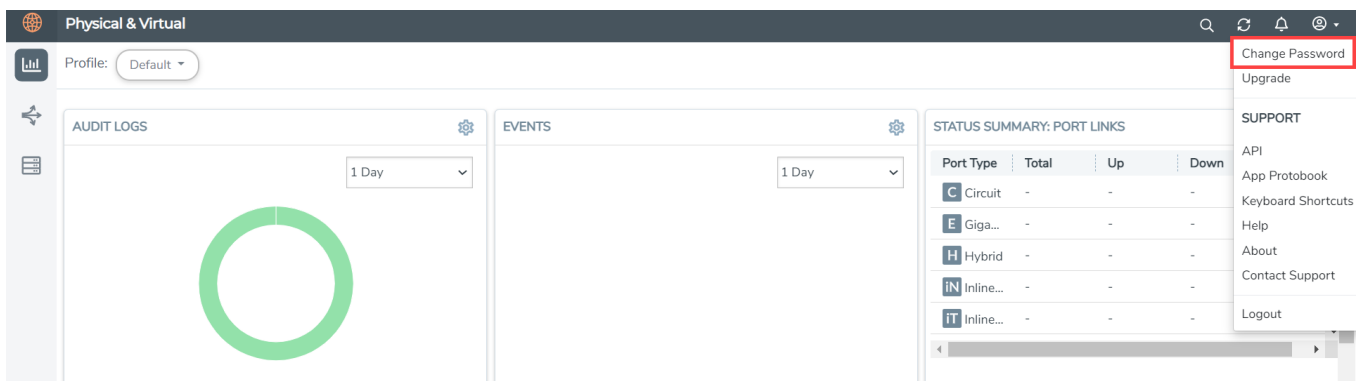 Physical & Virtual
Profile:
Default
Change Password
Upgrade
SUPPORT
API
App Protobook
Keyboard Shortcuts
Help
About
Contact Support
Logout
AUDIT LOGS
1 Day
EVENTS
1 Day
STATUS SUMMARY: PORT LINKS
Port Type Total Up Down
C Circuit - - -
E Giga... - - -
H Hybrid - - -
iN Inline... - - -
iT Inline... - - -